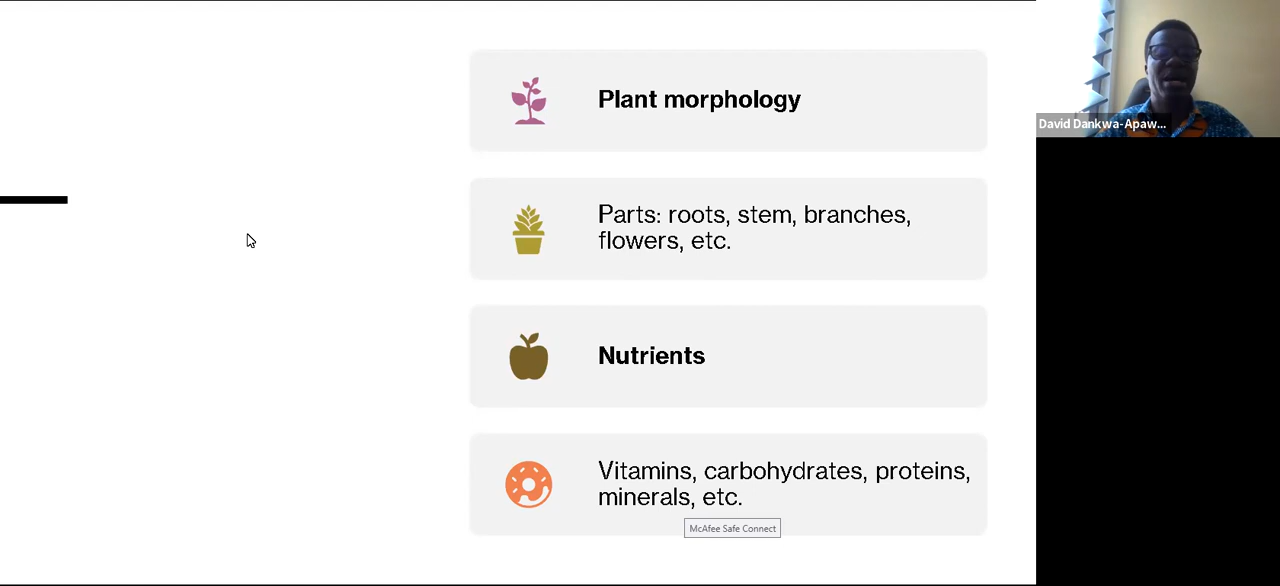 Plant morphology
David Dankwa-Apaw...
Parts: roots, stem, branches,
flowers, etc.
Nutrients
Vitamins, carbohydrates, proteins,
minerals, etc.
McAfee Safe Connect